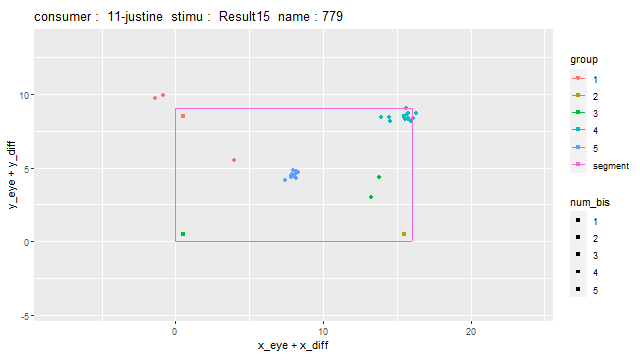 consumer :  11-justine  stimu :  Result15  name : 779
y_eye + y_diff
10
5
0
-5
0
10
20
x_eye + x_diff
group
1
2
3
4
5
segment
num_bis
1
2
3
4
5